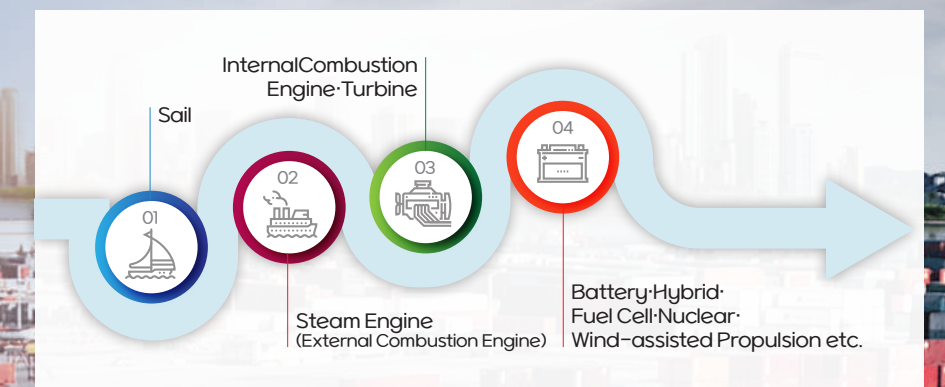 InternalCombustion
Engine·Turbine
Sail
01
02
03
04
Steam Engine
(External Combustion Engine)
Battery·Hybrid·
Fuel Cell·Nuclear·
Wind-assisted Propulsion etc.